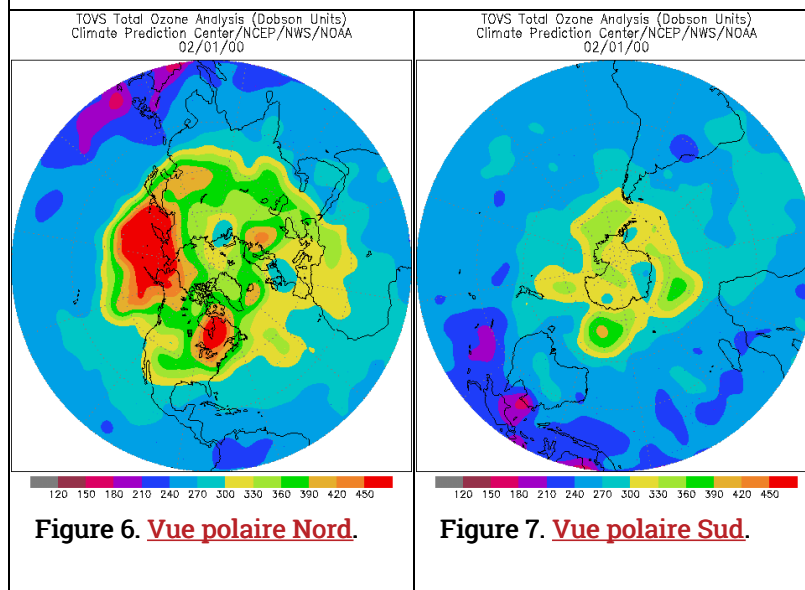 TOVS Total Ozone Analysis (Dobson Units)
Climate Prediction Center/NCEP/NWS/NOAA
02/01/00
120 150 180 210 240 270 300 330 360 390 420 450
Figure 6. Vue polaire Nord.
TOVS Total Ozone Analysis (Dobson Units)
Climate Prediction Center/NCEP/NWS/NOAA
02/01/00
120 150 180 210 240 270 300 330 360 390 420 450
Figure 7. Vue polaire Sud.